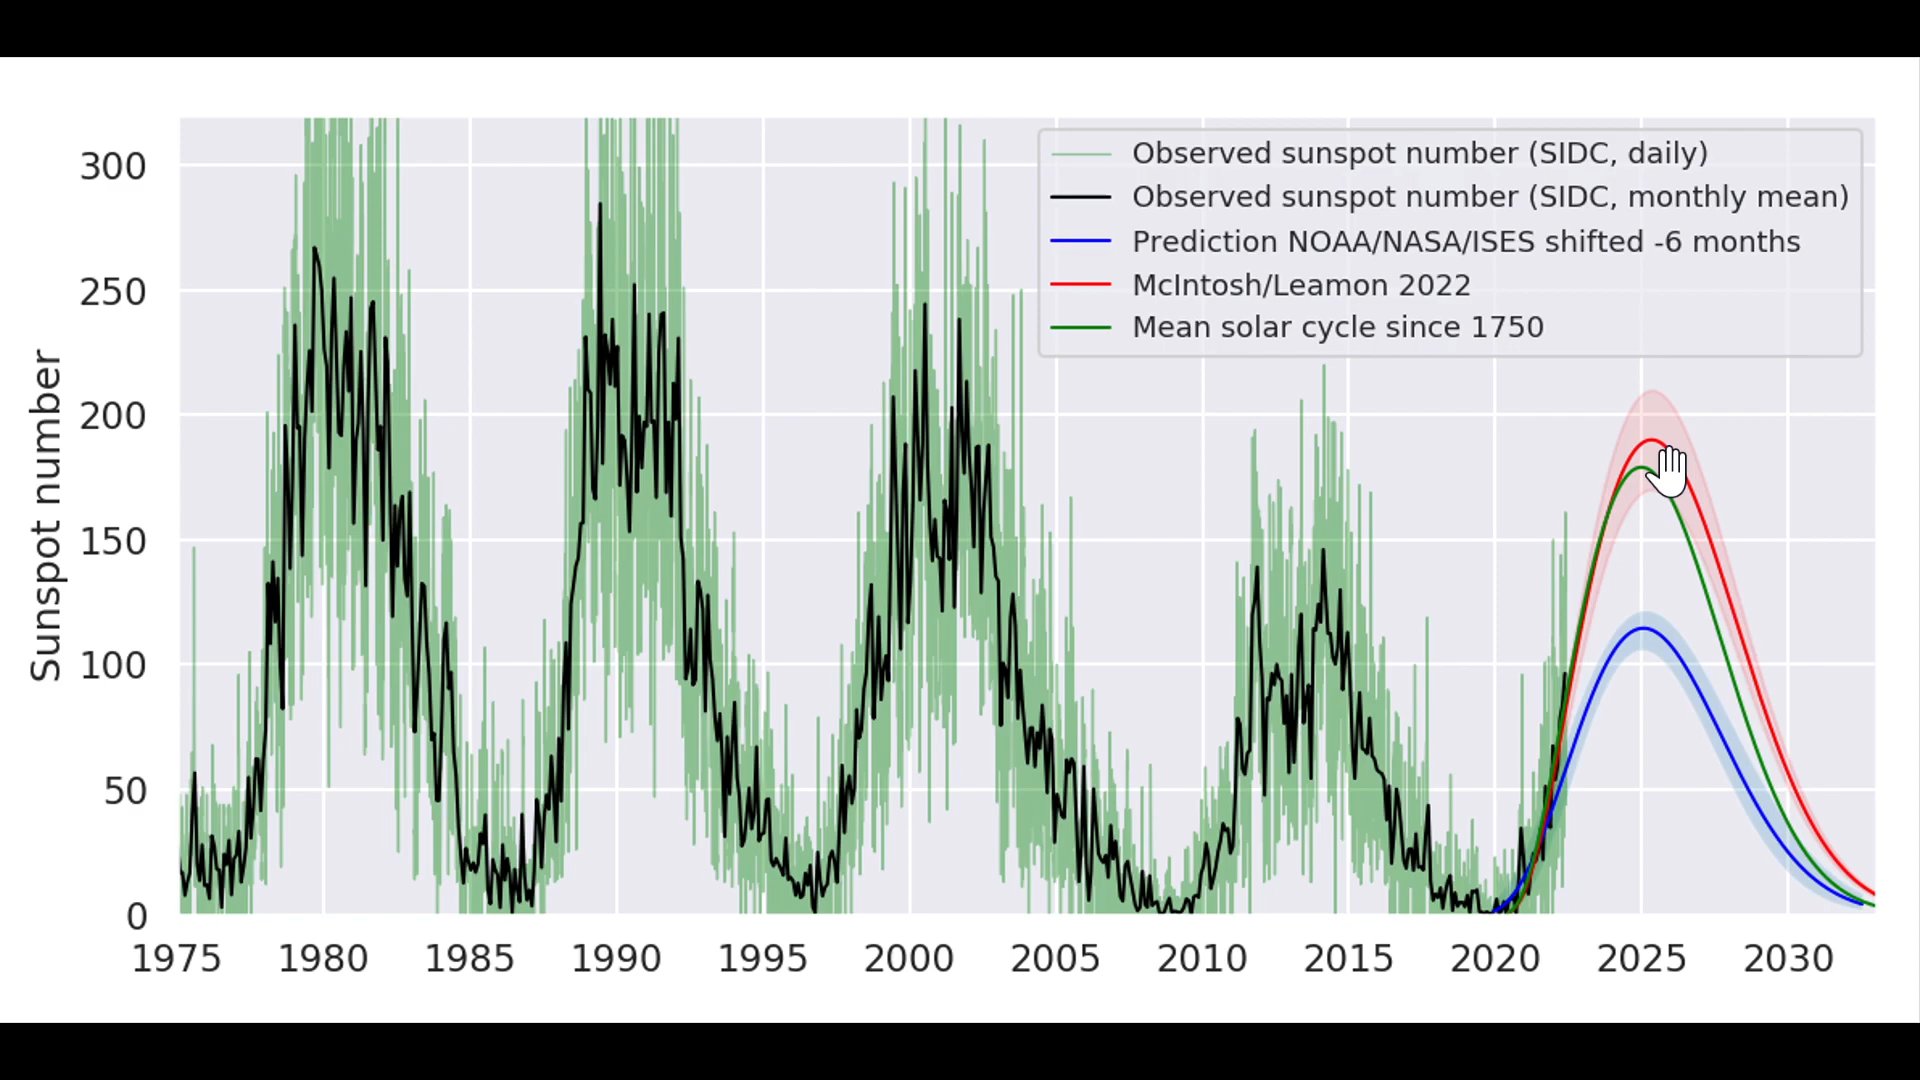 Observed sunspot number (SIDC, daily)
Observed sunspot number (SIDC, monthly mean)
Prediction NOAA/NASA/ISES shifted -6 months
McIntosh/Leamon 2022
Mean solar cycle since 1750
Sunspot number
300
250
200
150
100
50
0
1975 1980 1985 1990 1995 2000 2005 2010 2015 2020 2025 2030